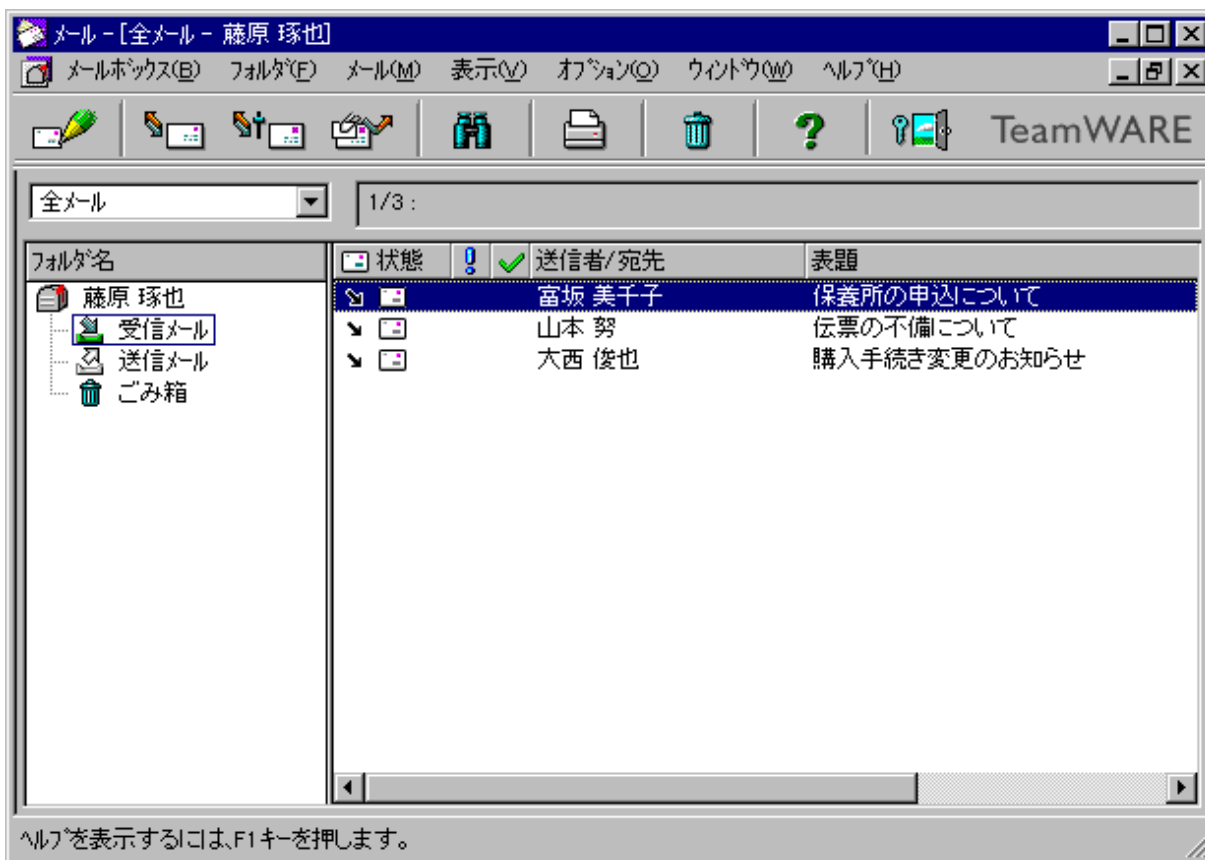 メール - [全メール - 藤原 琢也]
メールボックス(B) フォルダ(F) メール(M) 表示(V) オプション(O) ウィンドウ(W) ヘルプ(H)
TeamWARE
全メール 1/3 :
フォルダ名 状態 送信者/宛先 表題
藤原 琢也
受信メール
送信メール
ごみ箱
富坂 美千子 保養所の申込について
山本 努 伝票の不備について
大西 俊也 購入手続き変更のお知らせ
ヘルプを表示するには、F1キーを押します。